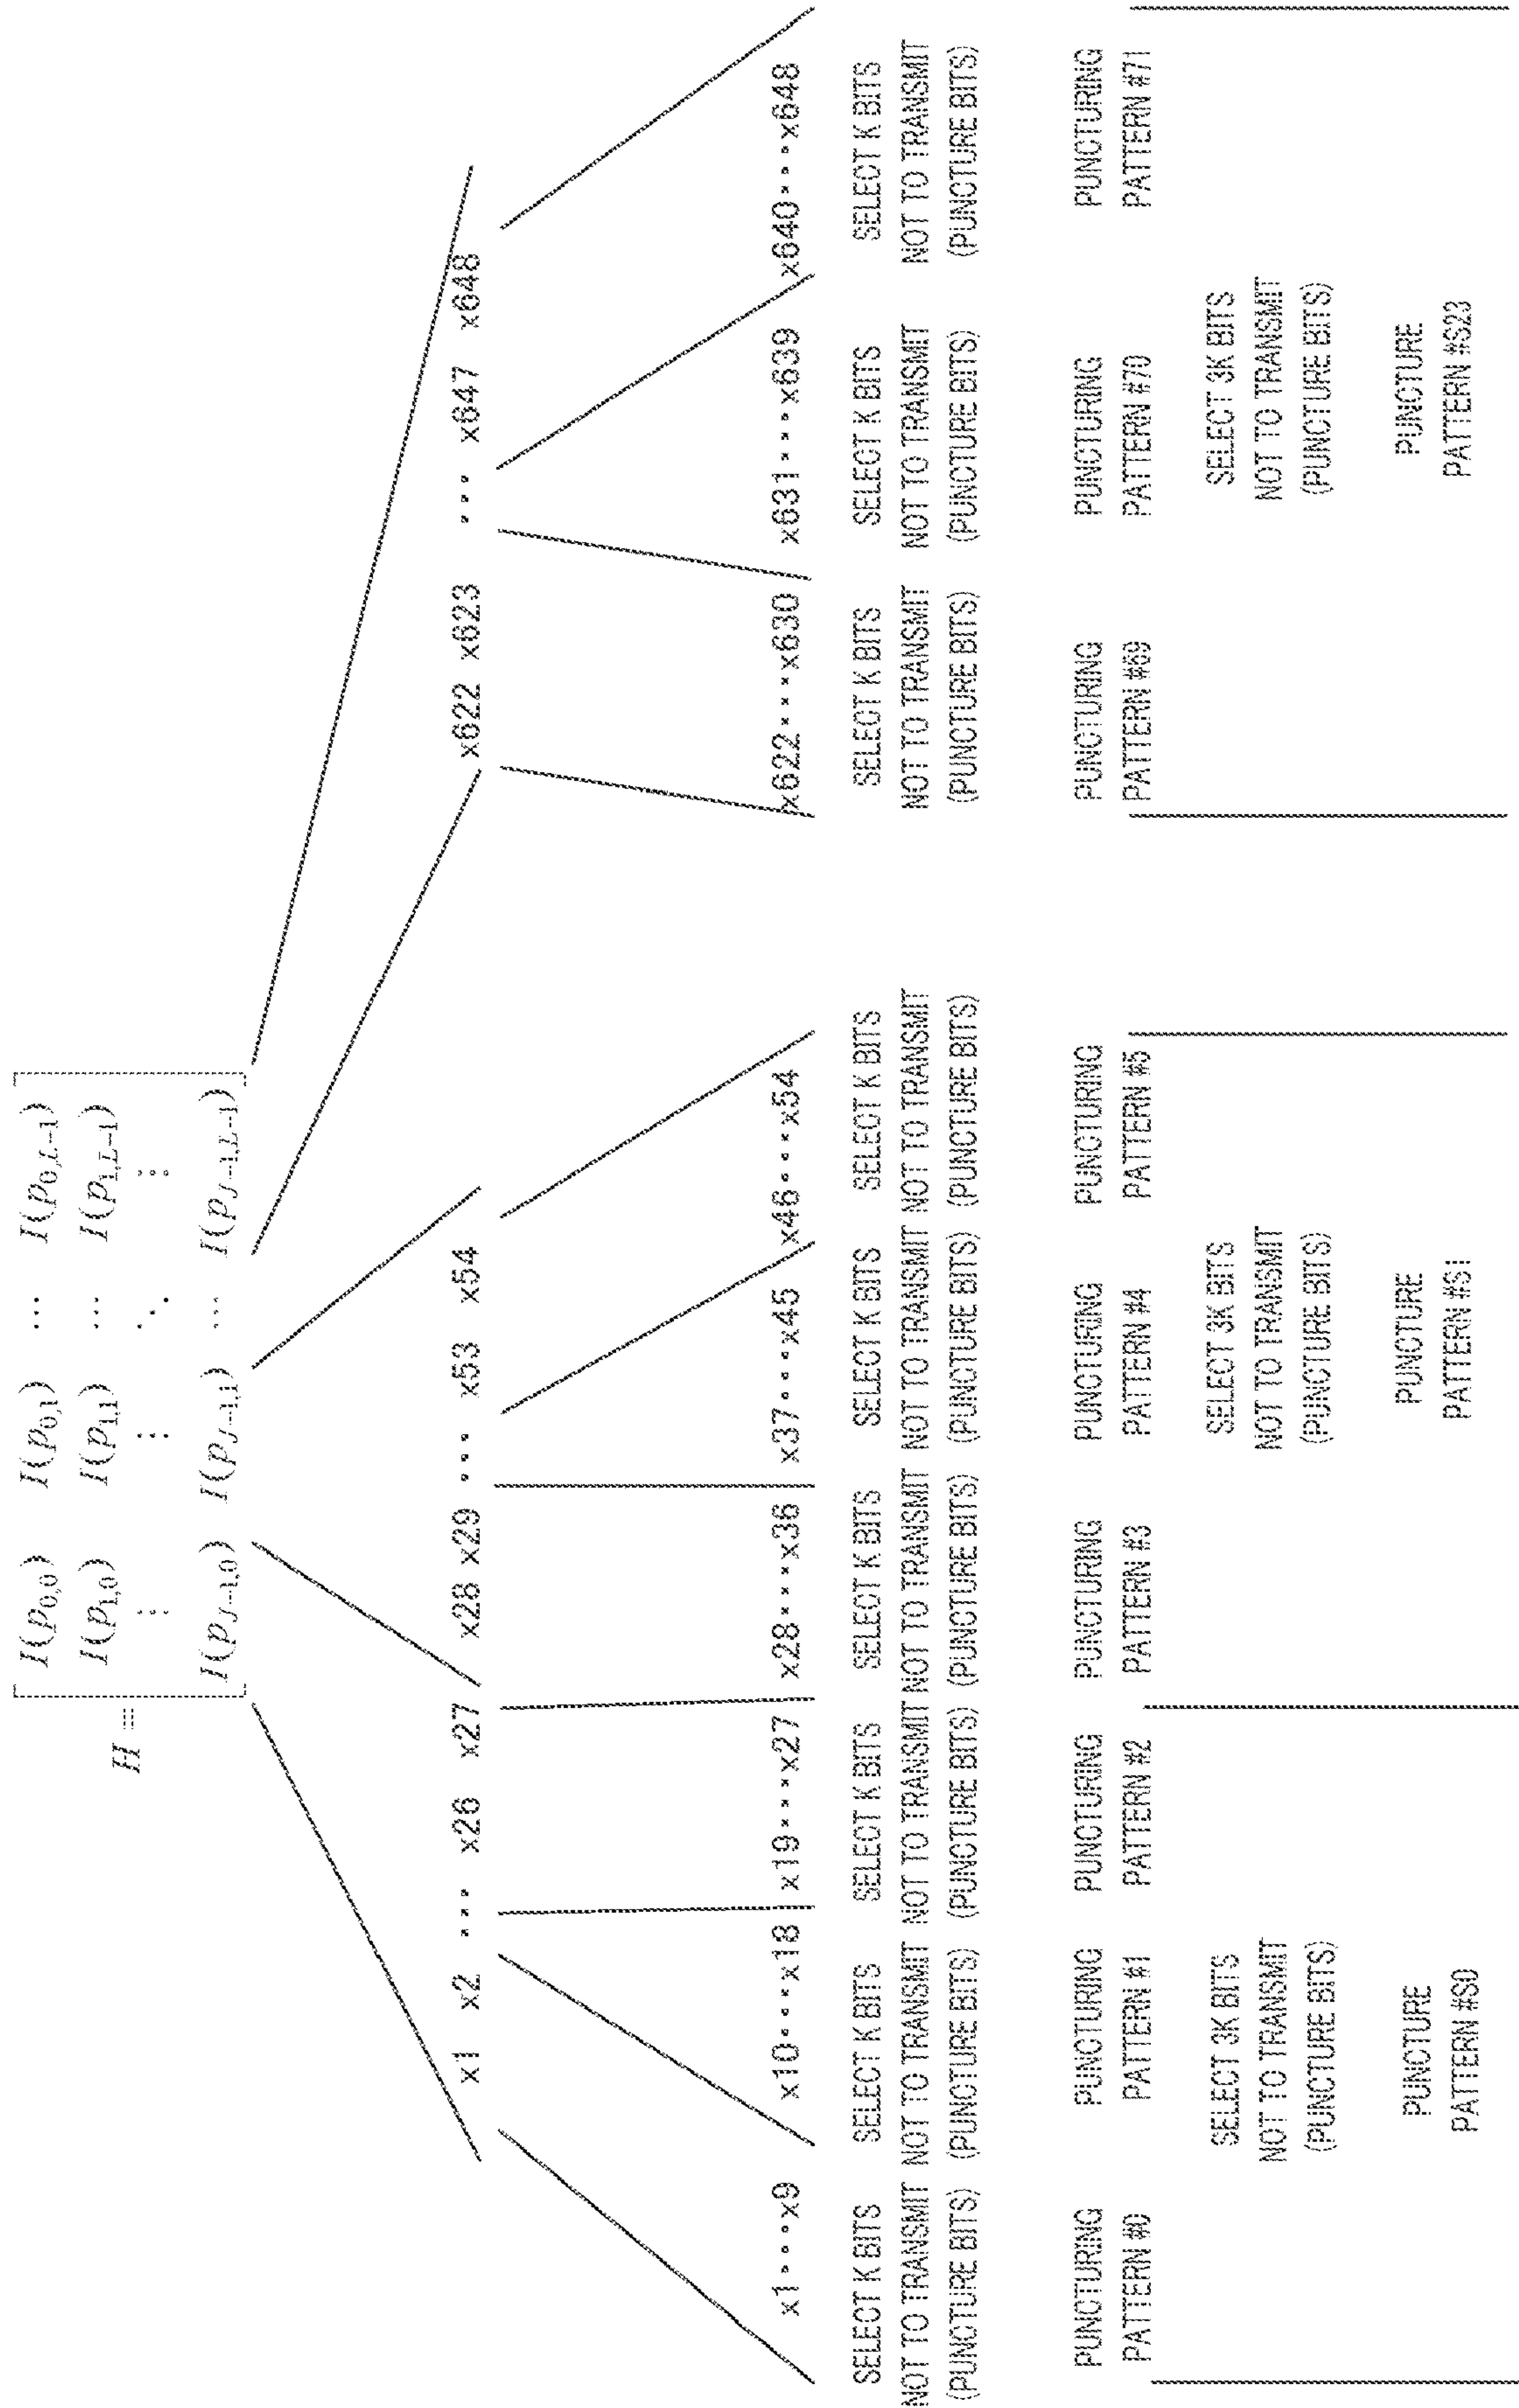 H =
I(p0,0) I(p0,1) ... I(p0,L−1)
I(p1,0) I(p1,1) ... I(p1,L−1)
⋮ ⋮ ⋱ ⋮
I(pJ−1,0) I(pJ−1,1) ... I(pJ−1,L−1)
x1 x2 ... x26 x27 x28 x29 ... x53 x54 x622 x623 ... x647 x648
x1...x9 x10...x18 x19...x27 x28...x36 x37...x45 x46...x54 x622...x630 x631...x639 x640...x648
SELECT K BITS SELECT K BITS SELECT K BITS SELECT K BITS SELECT K BITS SELECT K BITS SELECT K BITS SELECT K BITS SELECT K BITS
NOT TO TRANSMIT NOT TO TRANSMIT NOT TO TRANSMIT NOT TO TRANSMIT NOT TO TRANSMIT NOT TO TRANSMIT NOT TO TRANSMIT NOT TO TRANSMIT NOT TO TRANSMIT
(PUNCTURE BITS) (PUNCTURE BITS) (PUNCTURE BITS) (PUNCTURE BITS) (PUNCTURE BITS) (PUNCTURE BITS) (PUNCTURE BITS) (PUNCTURE BITS) (PUNCTURE BITS)
PUNCTURING PUNCTURING PUNCTURING PUNCTURING PUNCTURING PUNCTURING PUNCTURING PUNCTURING PUNCTURING
PATTERN #0 PATTERN #1 PATTERN #2 PATTERN #3 PATTERN #4 PATTERN #5 PATTERN #69 PATTERN #70 PATTERN #71
SELECT 3K BITS SELECT 3K BITS SELECT 3K BITS
NOT TO TRANSMIT NOT TO TRANSMIT NOT TO TRANSMIT
(PUNCTURE BITS) (PUNCTURE BITS) (PUNCTURE BITS)
PUNCTURE PUNCTURE PUNCTURE
PATTERN #S0 PATTERN #S1 PATTERN #S23